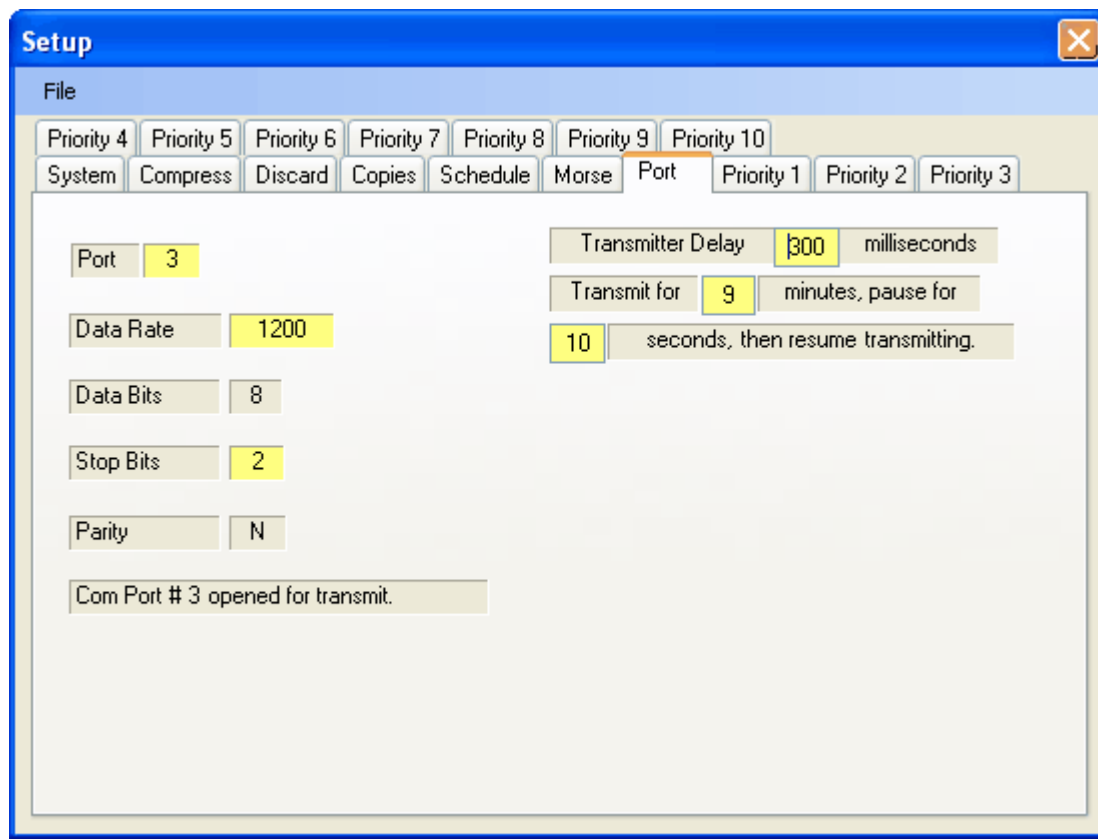 Setup
File
Priority 4 Priority 5 Priority 6 Priority 7 Priority 8 Priority 9 Priority 10
System Compress Discard Copies Schedule Morse Port Priority 1 Priority 2 Priority 3
Port 3
Data Rate 1200
Data Bits 8
Stop Bits 2
Parity N
Com Port # 3 opened for transmit.
Transmitter Delay 300 milliseconds
Transmit for 9 minutes, pause for
10 seconds, then resume transmitting.